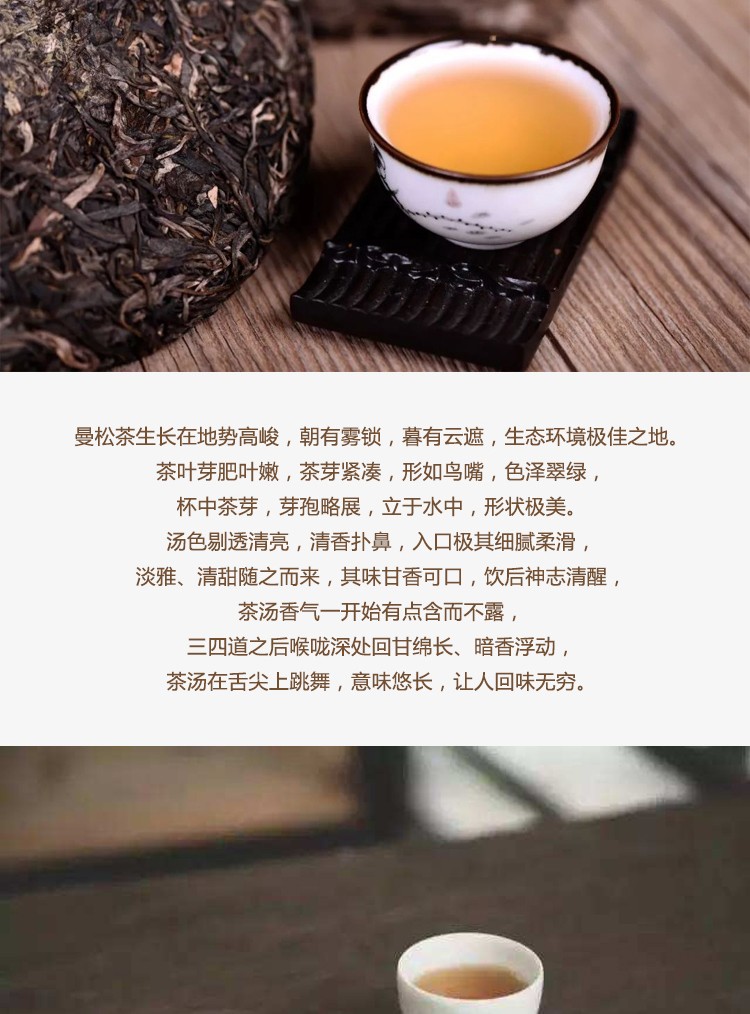 曼松茶生长在地势高峻，朝有雾锁，暮有云遮，生态环境极佳之地。
茶叶芽肥叶嫩，茶芽紧凑，形如鸟嘴，色泽翠绿，
杯中茶芽，芽孢略展，立于水中，形状极美。
汤色剔透清亮，清香扑鼻，入口极其细腻柔滑，
淡雅、清甜随之而来，其味甘香可口，饮后神志清醒，
茶汤香气一开始有点含而不露，
三四道之后喉咙深处回甘绵长、暗香浮动，
茶汤在舌尖上跳舞，意味悠长，让人回味无穷。